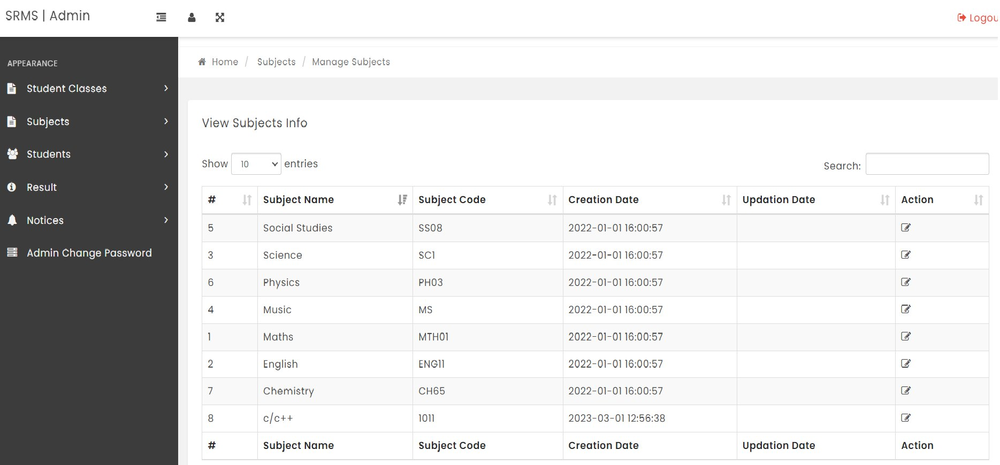 SRMS | Admin
Logou
APPEARANCE
Student Classes
Subjects
Students
Result
Notices
Admin Change Password
Home / Subjects / Manage Subjects
View Subjects Info
Show 10 entries
Search:
# Subject Name Subject Code Creation Date Updation Date Action
5 Social Studies SS08 2022-01-01 16:00:57
3 Science SC1 2022-01-01 16:00:57
6 Physics PH03 2022-01-01 16:00:57
4 Music MS 2022-01-01 16:00:57
1 Maths MTH01 2022-01-01 16:00:57
2 English ENG11 2022-01-01 16:00:57
7 Chemistry CH65 2022-01-01 16:00:57
8 c/c++ 1011 2023-03-01 12:56:38
# Subject Name Subject Code Creation Date Updation Date Action